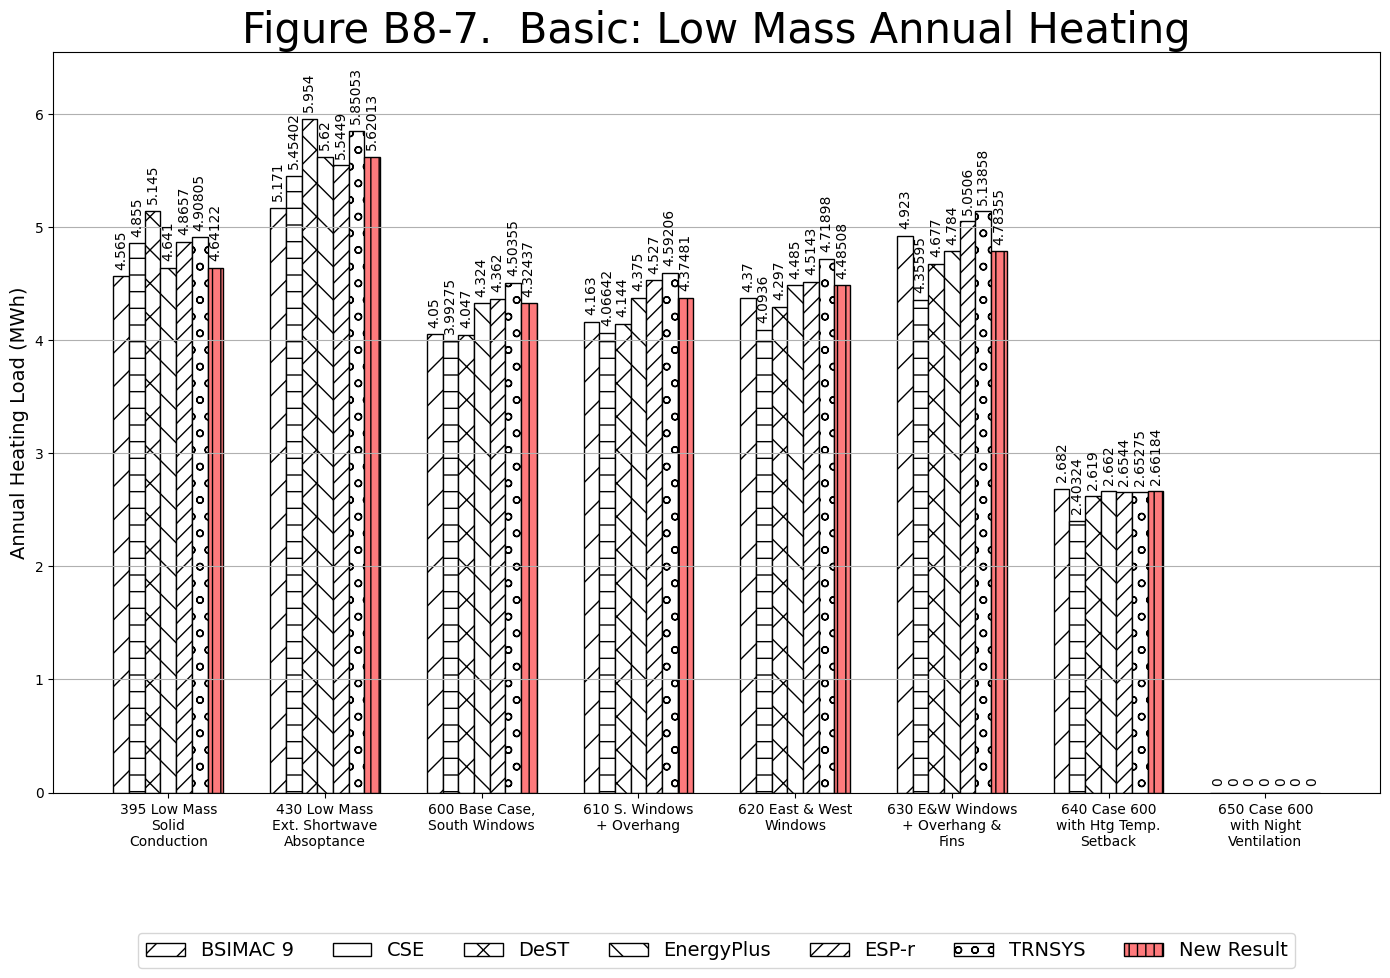 Figure B8-7.  Basic: Low Mass Annual Heating
Annual Heating Load (MWh)
6
5
4
3
2
1
0
4.565
4.855
5.145
4.641
4.8657
4.90805
4.64122
5.171
5.45402
5.954
5.62
5.5449
5.85053
5.62013
4.05
3.99275
4.047
4.324
4.362
4.50355
4.32437
4.163
4.06642
4.144
4.375
4.527
4.59206
4.37481
4.37
4.0936
4.297
4.485
4.5143
4.71898
4.48508
4.923
4.35595
4.677
4.784
5.0506
5.13858
4.78355
2.682
2.40324
2.619
2.662
2.6544
2.65275
2.66184
0
0
0
0
0
0
0
395 Low Mass
Solid
Conduction
430 Low Mass
Ext. Shortwave
Absoptance
600 Base Case,
South Windows
610 S. Windows
+ Overhang
620 East & West
Windows
630 E&W Windows
+ Overhang &
Fins
640 Case 600
with Htg Temp.
Setback
650 Case 600
with Night
Ventilation
BSIMAC 9
CSE
DeST
EnergyPlus
ESP-r
TRNSYS
New Result